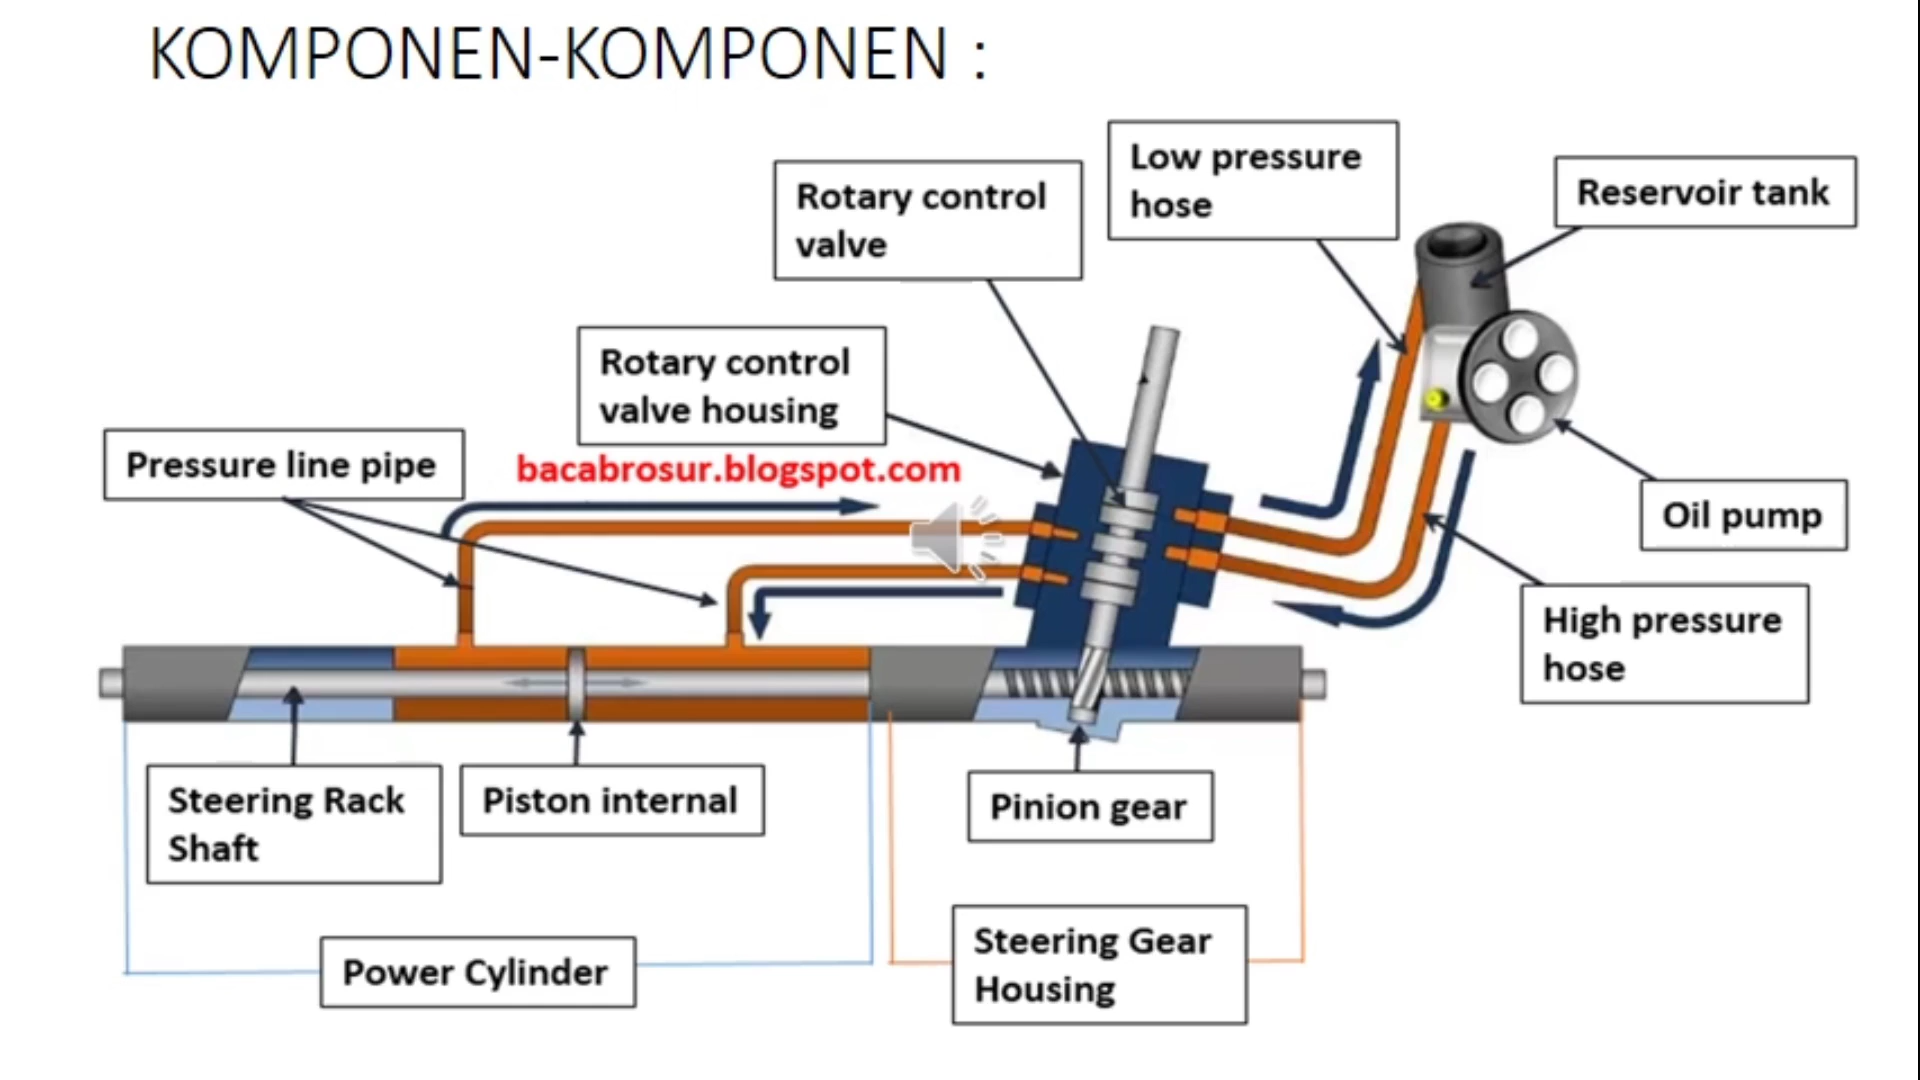 KOMPONEN-KOMPONEN :
Low pressure
hose
Reservoir tank
Rotary control
valve
Rotary control
valve housing
Pressure line pipe
bacabrosur.blogspot.com
Oil pump
High pressure
hose
Steering Rack
Shaft
Piston internal
Pinion gear
Steering Gear
Housing
Power Cylinder